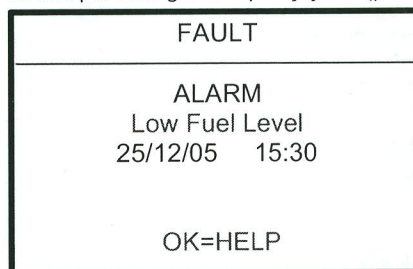 FAULT
ALARM
Low Fuel Level
25/12/05 15:30
OK=HELP